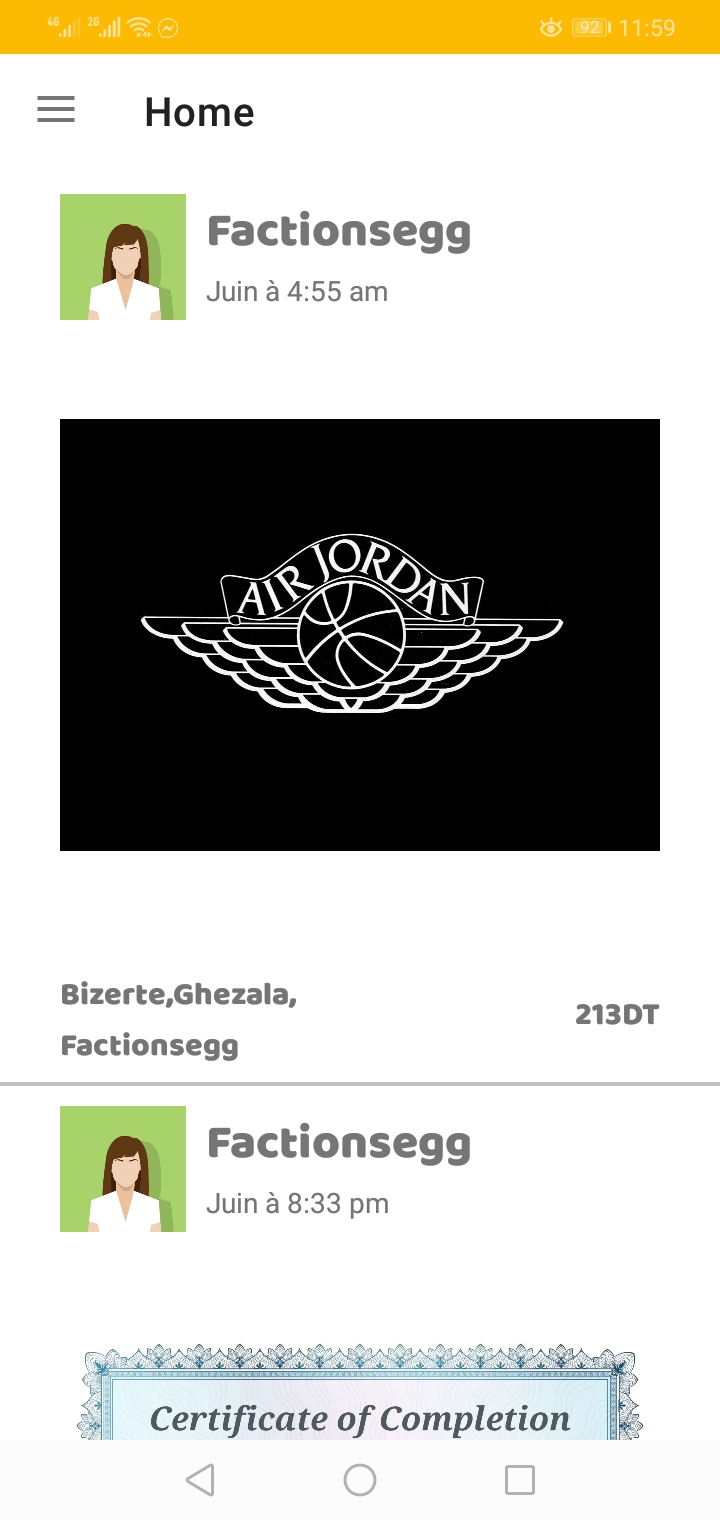 4G 2G 92 11:59
Home
Factionsegg
Juin à 4:55 am
AIR JORDAN
Bizerte,Ghezala,
Factionsegg
213DT
Factionsegg
Juin à 8:33 pm
Certificate of Completion